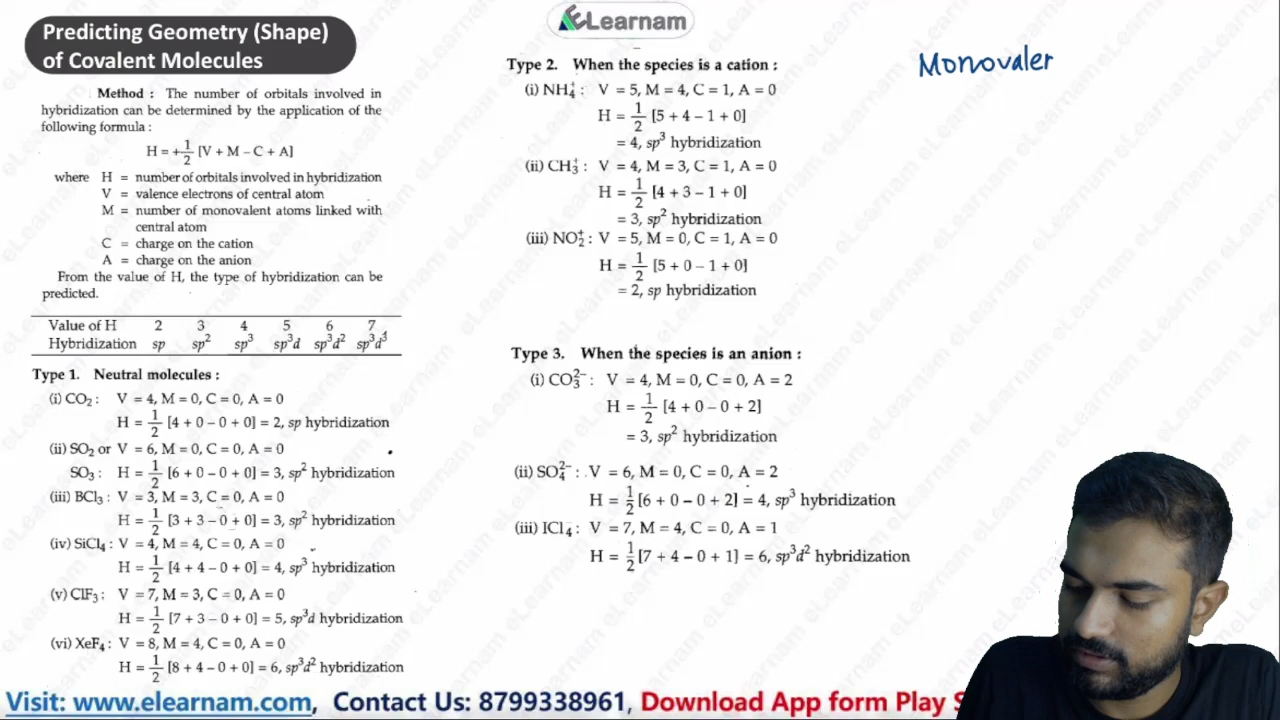 Predicting Geometry (Shape)
of Covalent Molecules
ELearnam
Method : The number of orbitals involved in
hybridization can be determined by the application of the
following formula :
H = +1/2 [V + M – C + A]
where H = number of orbitals involved in hybridization
V = valence electrons of central atom
M = number of monovalent atoms linked with
central atom
C = charge on the cation
A = charge on the anion
From the value of H, the type of hybridization can be
predicted.
Value of H 2 3 4 5 6 7
Hybridization sp sp² sp³ sp³d sp³d² sp³d³
Type 1. Neutral molecules :
(i) CO₂ : V = 4, M = 0, C = 0, A = 0
H = 1/2 [4 + 0 – 0 + 0] = 2, sp hybridization
(ii) SO₂ or V = 6, M = 0, C = 0, A = 0
SO₃ : H = 1/2 [6 + 0 – 0 + 0] = 3, sp² hybridization
(iii) BCl₃ : V = 3, M = 3, C = 0, A = 0
H = 1/2 [3 + 3 – 0 + 0] = 3, sp² hybridization
(iv) SiCl₄ : V = 4, M = 4, C = 0, A = 0
H = 1/2 [4 + 4 – 0 + 0] = 4, sp³ hybridization
(v) ClF₃ : V = 7, M = 3, C = 0, A = 0
H = 1/2 [7 + 3 – 0 + 0] = 5, sp³d hybridization
(vi) XeF₄ : V = 8, M = 4, C = 0, A = 0
H = 1/2 [8 + 4 – 0 + 0] = 6, sp³d² hybridization
Type 2. When the species is a cation :
(i) NH₄⁺ : V = 5, M = 4, C = 1, A = 0
H = 1/2 [5 + 4 – 1 + 0]
= 4, sp³ hybridization
(ii) CH₃⁺ : V = 4, M = 3, C = 1, A = 0
H = 1/2 [4 + 3 – 1 + 0]
= 3, sp² hybridization
(iii) NO₂⁺ : V = 5, M = 0, C = 1, A = 0
H = 1/2 [5 + 0 – 1 + 0]
= 2, sp hybridization
Type 3. When the species is an anion :
(i) CO₃²⁻ : V = 4, M = 0, C = 0, A = 2
H = 1/2 [4 + 0 – 0 + 2]
= 3, sp² hybridization
(ii) SO₄²⁻ : V = 6, M = 0, C = 0, A = 2
H = 1/2 [6 + 0 – 0 + 2] = 4, sp³ hybridization
(iii) ICl₄⁻ : V = 7, M = 4, C = 0, A = 1
H = 1/2 [7 + 4 – 0 + 1] = 6, sp³d² hybridization
Monovaler
Visit: www.elearnam.com, Contact Us: 8799338961, Download App form Play S